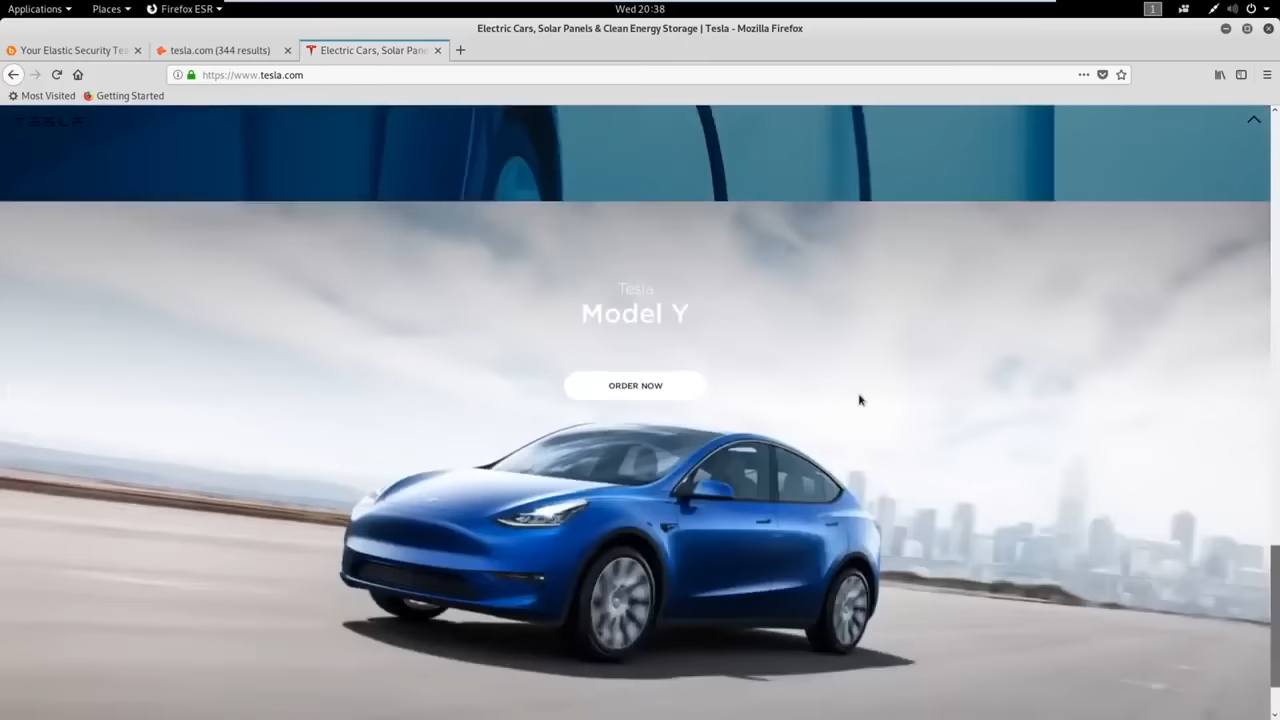 Applications Places Firefox ESR Wed 20:38 1
Electric Cars, Solar Panels & Clean Energy Storage | Tesla - Mozilla Firefox
Your Elastic Security Te tesla.com (344 results) Electric Cars, Solar Pane
https://www.tesla.com
Most Visited Getting Started
TESLA
Tesla
Model Y
ORDER NOW